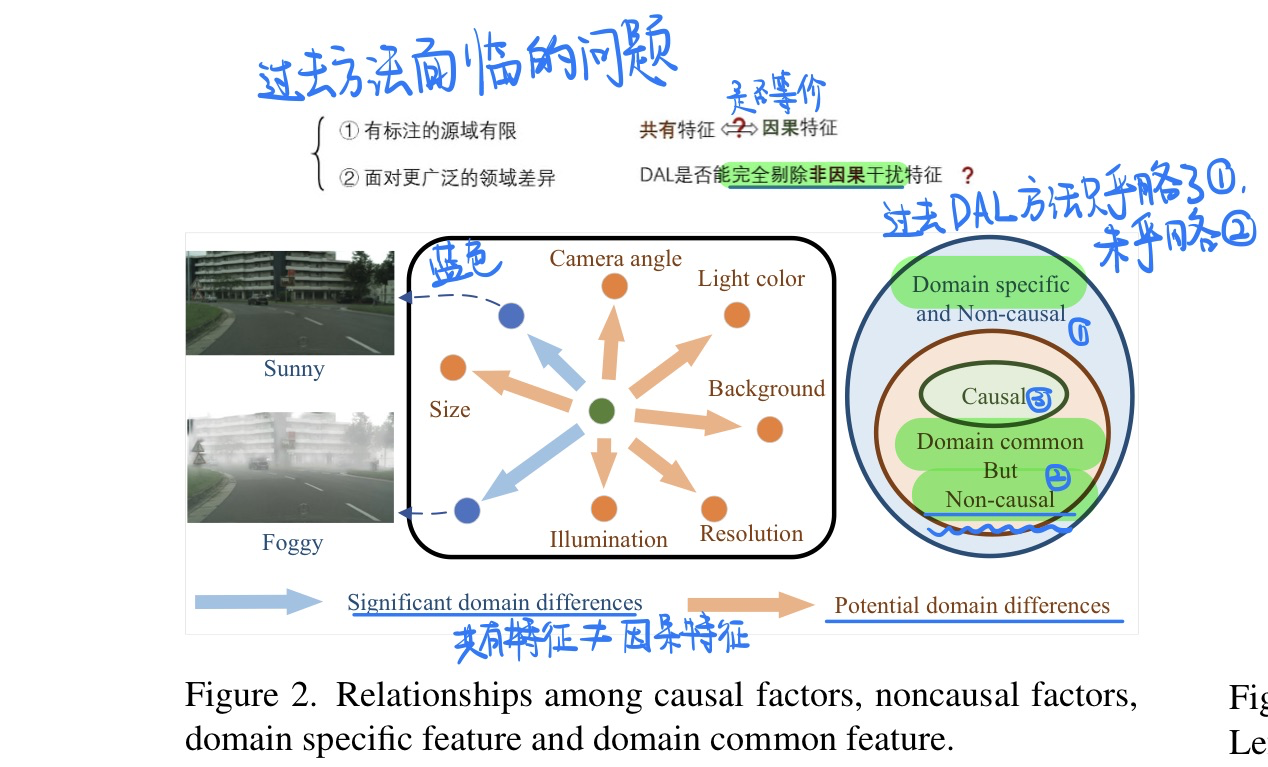 过去方法面临的问题
是否等价
① 有标注的源域有限
共有特征 ? 因果特征
② 面对更广泛的领域差异
DAL是否能完全剔除非因果干扰特征 ?
过去DAL方法只乎略了①,
未乎略②
蓝色
Camera angle
Light color
Domain specific
and Non-causal
①
Sunny
Size
Background
Causal
③
Domain common
But
②
Non-causal
Foggy
Illumination
Resolution
Significant domain differences
Potential domain differences
共有特征 ≠ 因果特征
Figure 2. Relationships among causal factors, noncausal factors,
domain specific feature and domain common feature.
Fig
Le